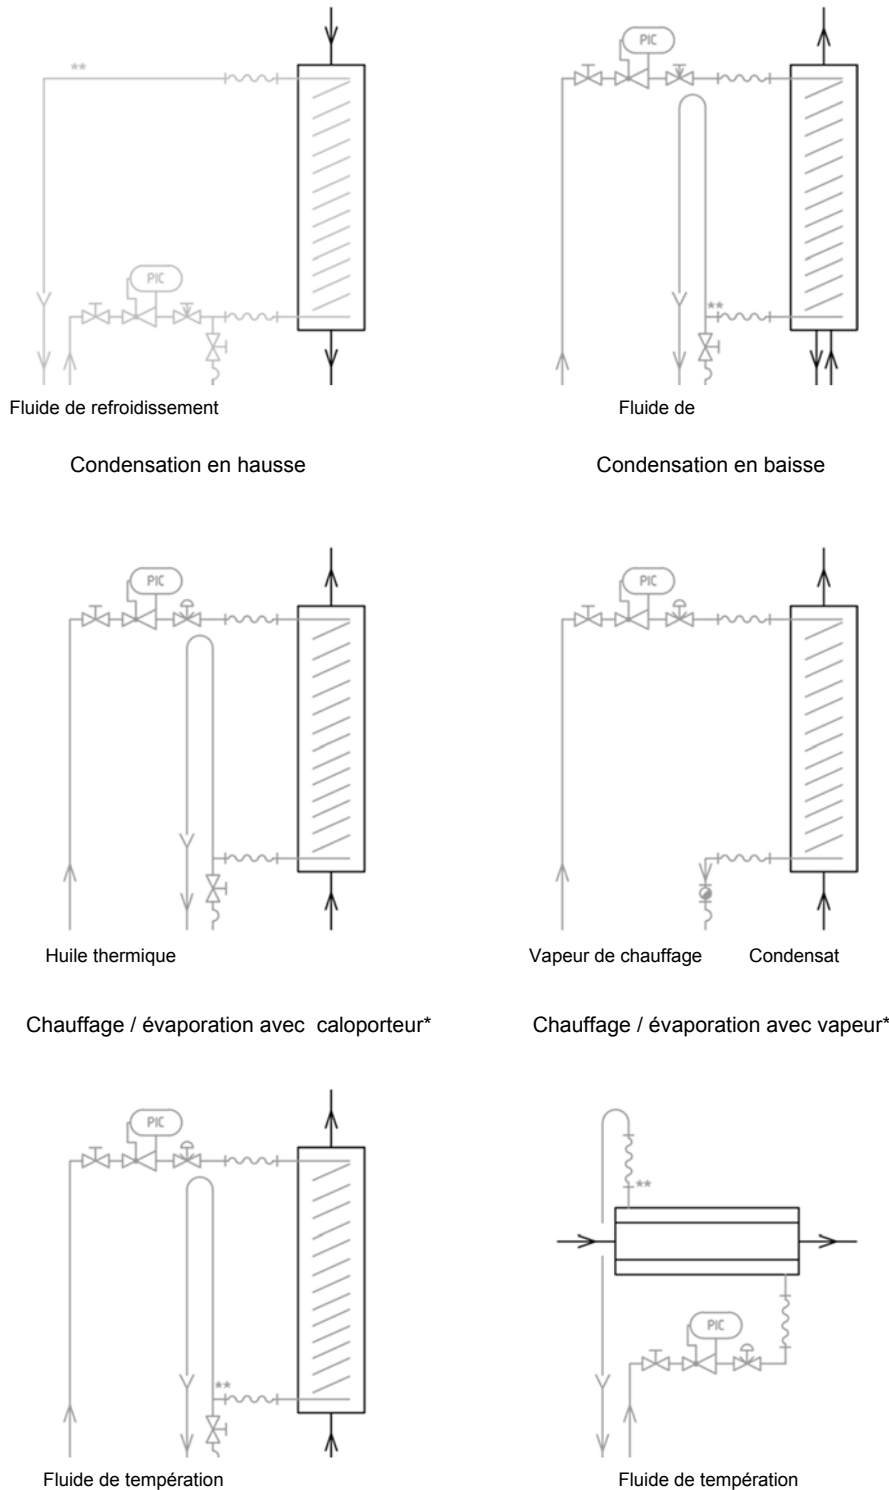 PIC
**
PIC
**
PIC
Fluide de refroidissement
Fluide de
Condensation en hausse
Condensation en baisse
PIC
PIC
Huile thermique
Vapeur de chauffage
Condensat
Chauffage / évaporation avec caloporteur*
Chauffage / évaporation avec vapeur*
PIC
**
PIC
**
Fluide de températion
Fluide de températion